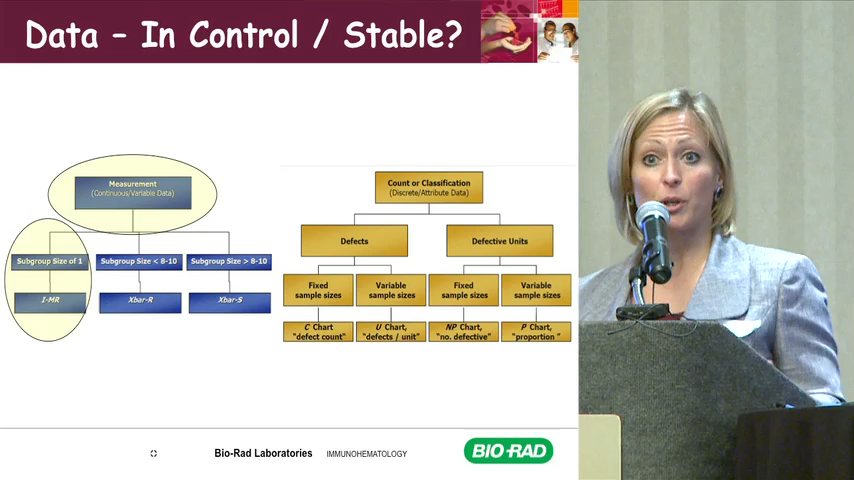 Data – In Control / Stable?
Measurement
(Continuous/Variable Data)
Subgroup Size of 1
Subgroup Size < 8-10
Subgroup Size > 8-10
I-MR
Xbar-R
Xbar-S
Count or Classification
(Discrete/Attribute Data)
Defects
Defective Units
Fixed
sample sizes
Variable
sample sizes
Fixed
sample sizes
Variable
sample sizes
C Chart
"defect count"
U Chart,
"defects / unit"
NP Chart,
"no. defective"
P Chart,
"proportion"
Bio-Rad Laboratories IMMUNOHEMATOLOGY
BIO-RAD